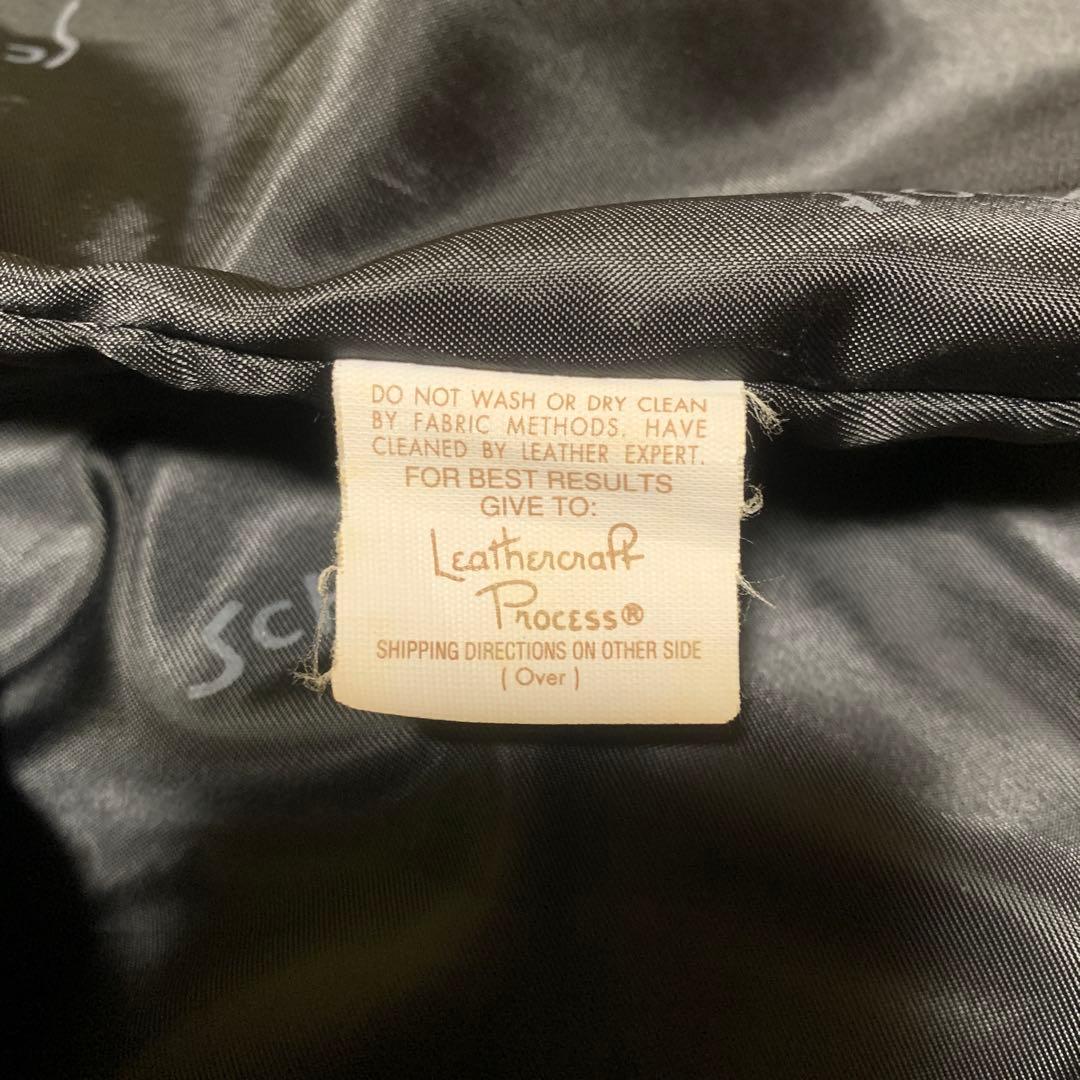 DO NOT WASH OR DRY CLEAN
BY FABRIC METHODS. HAVE
CLEANED BY LEATHER EXPERT.
FOR BEST RESULTS
GIVE TO:
Leathercraft
Process®
SHIPPING DIRECTIONS ON OTHER SIDE
( Over )